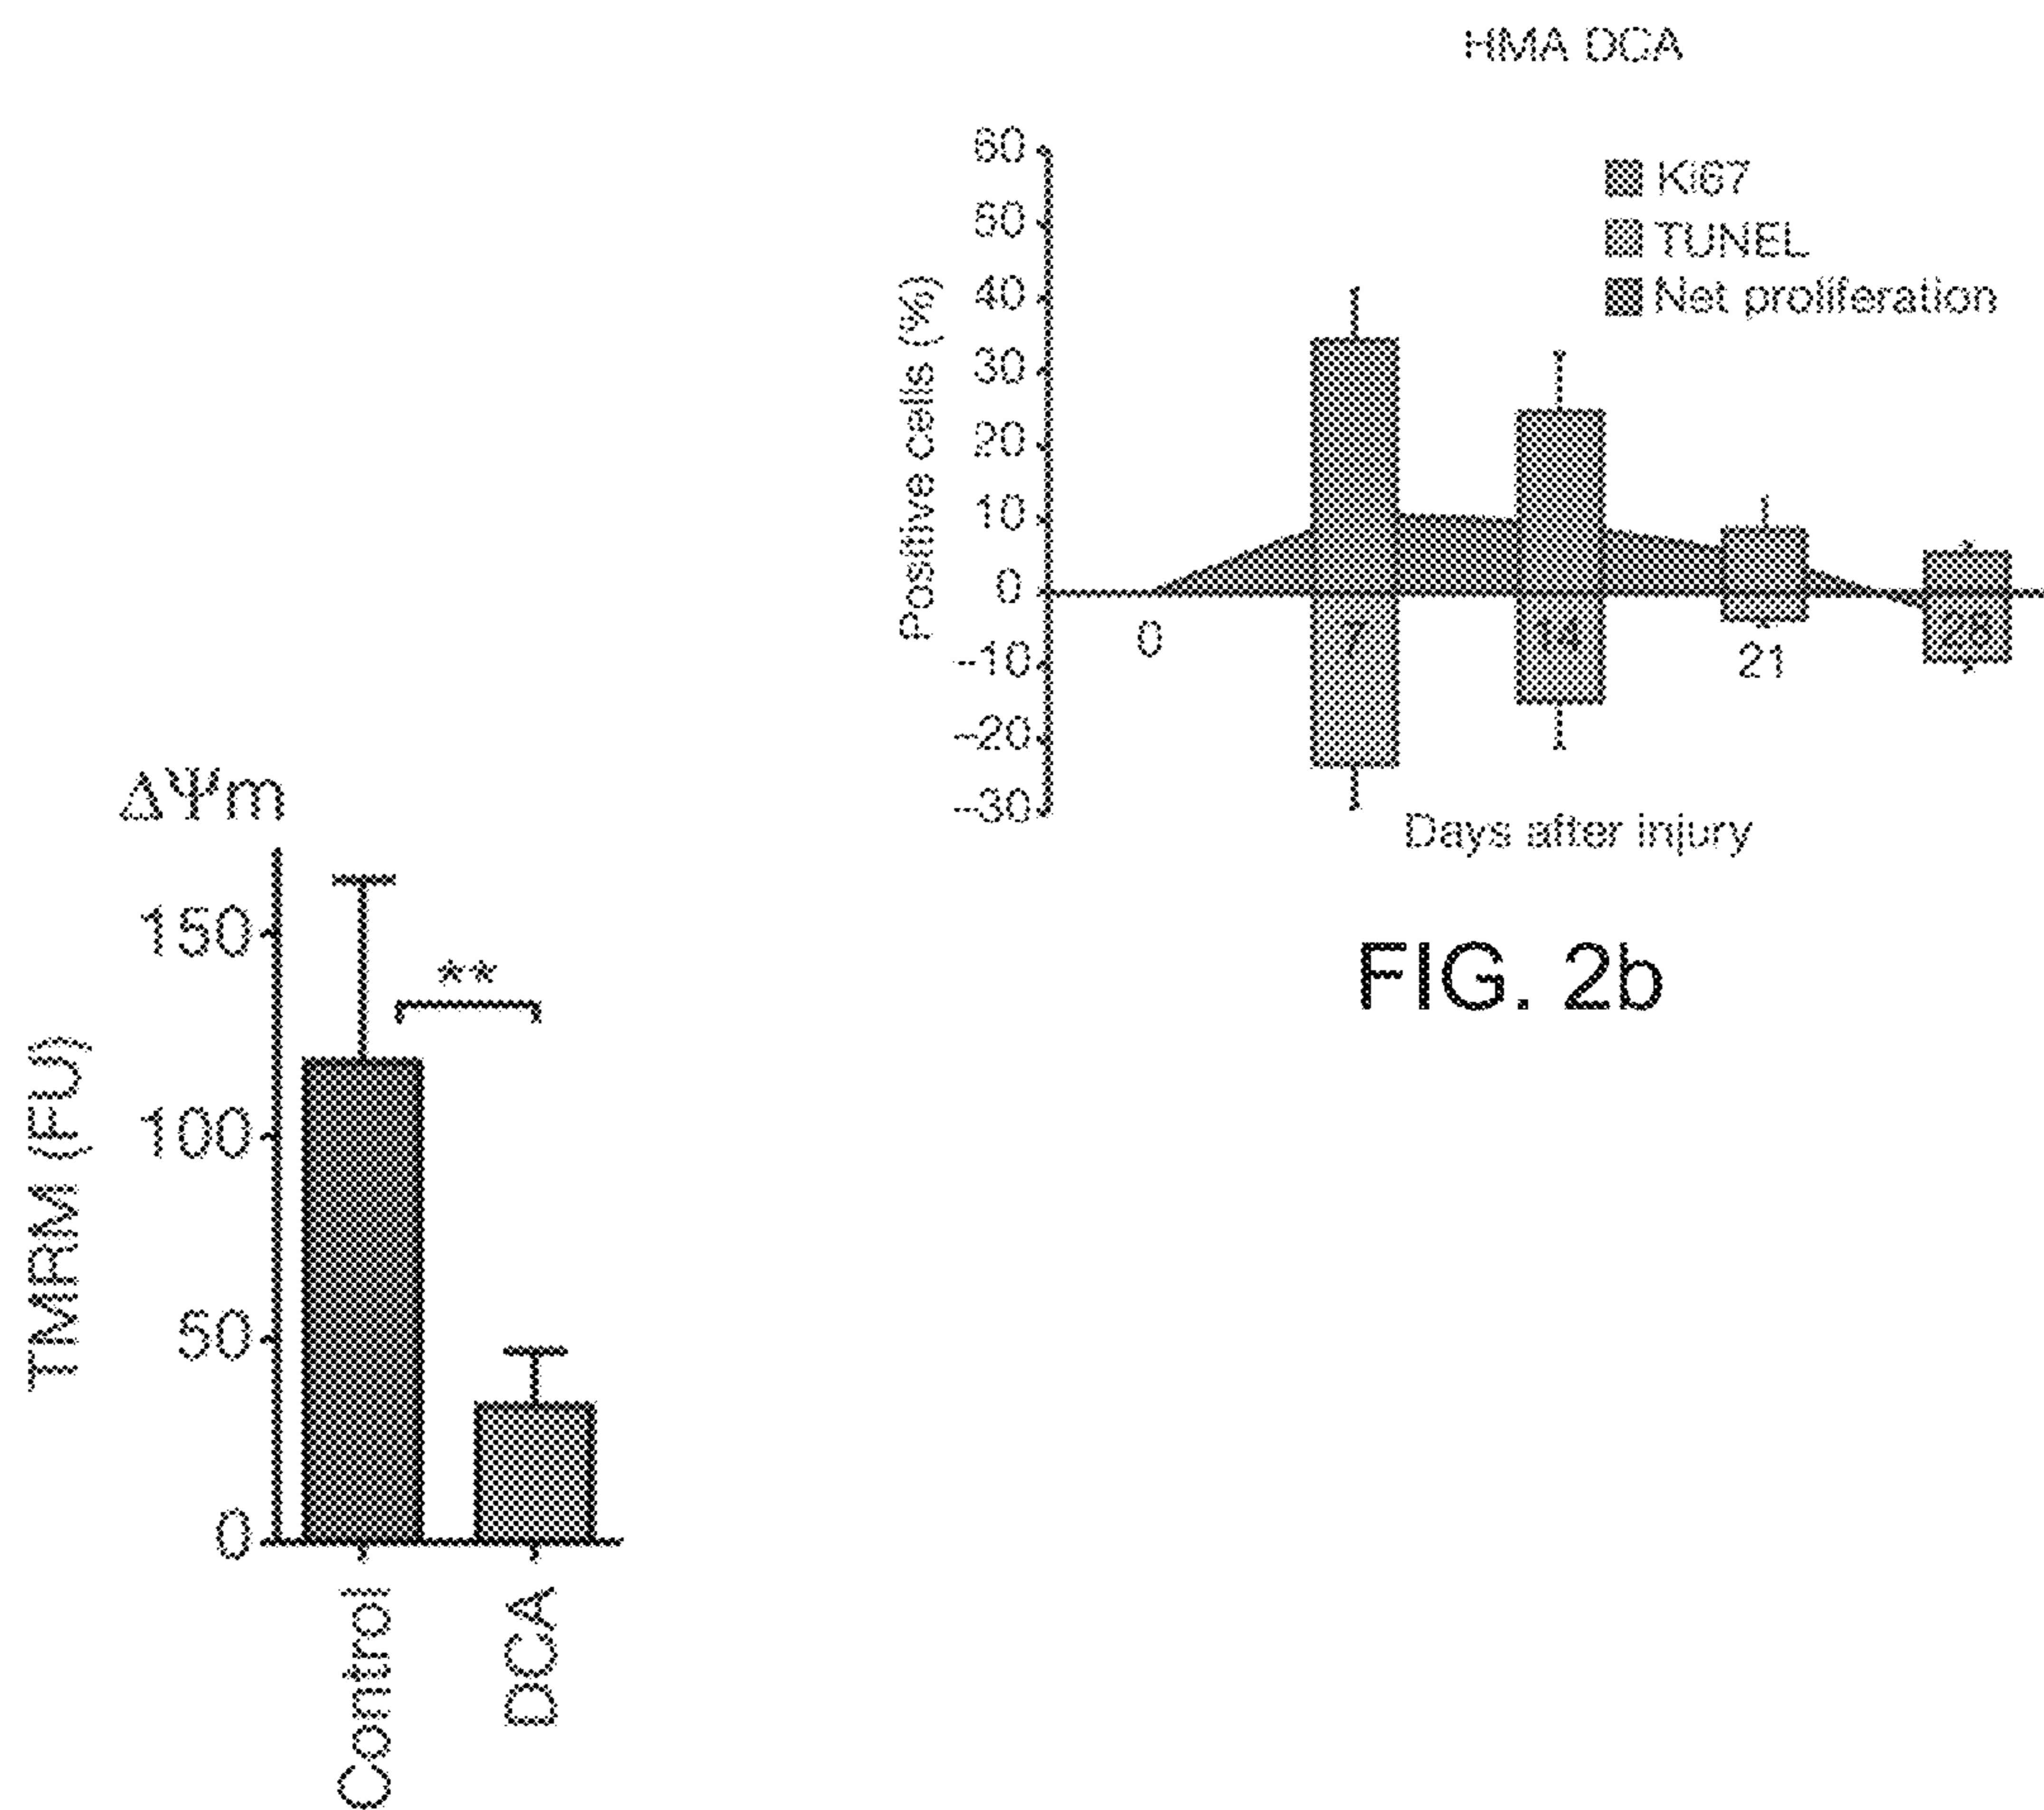 HMA DCA
60
50
40
30
20
10
0
-10
-20
-30
Positive cells (%)
Ki67
TUNEL
Net proliferation
0
7
14
21
28
Days after injury
FIG. 2b
ΔΨm
150
100
50
0
TMRM (FU)
**
Control
DCA